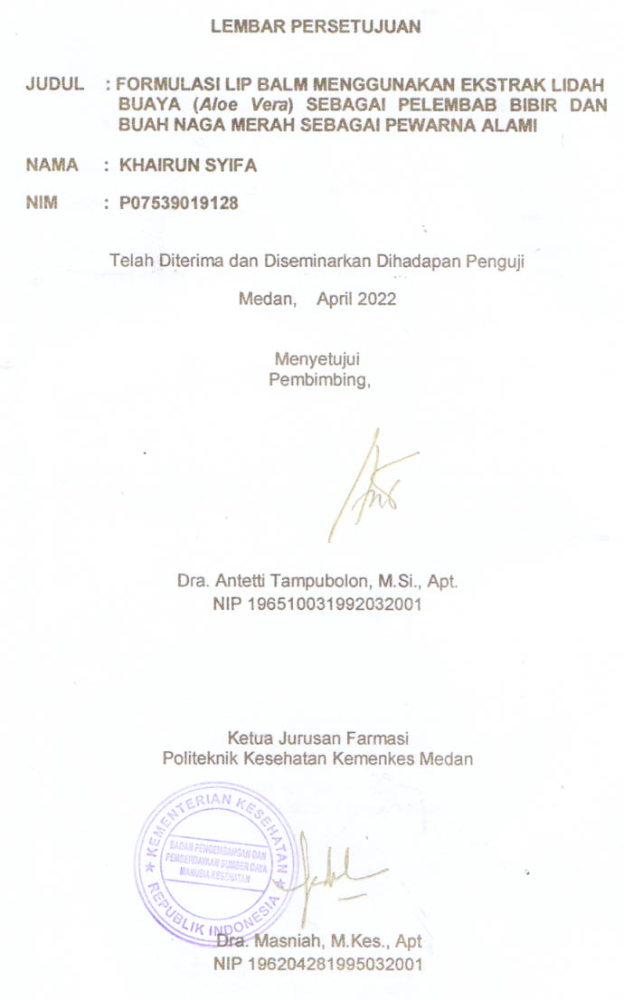 LEMBAR PERSETUJUAN
JUDUL : FORMULASI LIP BALM MENGGUNAKAN EKSTRAK LIDAH
BUAYA (Aloe Vera) SEBAGAI PELEMBAB BIBIR DAN
BUAH NAGA MERAH SEBAGAI PEWARNA ALAMI
NAMA : KHAIRUN SYIFA
NIM : P07539019128
Telah Diterima dan Diseminarkan Dihadapan Penguji
Medan, April 2022
Menyetujui
Pembimbing,
Dra. Antetti Tampubolon, M.Si., Apt.
NIP 196510031992032001
Ketua Jurusan Farmasi
Politeknik Kesehatan Kemenkes Medan
KEMENTERIAN KESEHATAN
BADAN PENGEMBANGAN DAN
PEMBERDAYAAN SUMBER DAYA
MANUSIA KESEHATAN
REPUBLIK INDONESIA
Dra. Masniah, M.Kes., Apt
NIP 196204281995032001